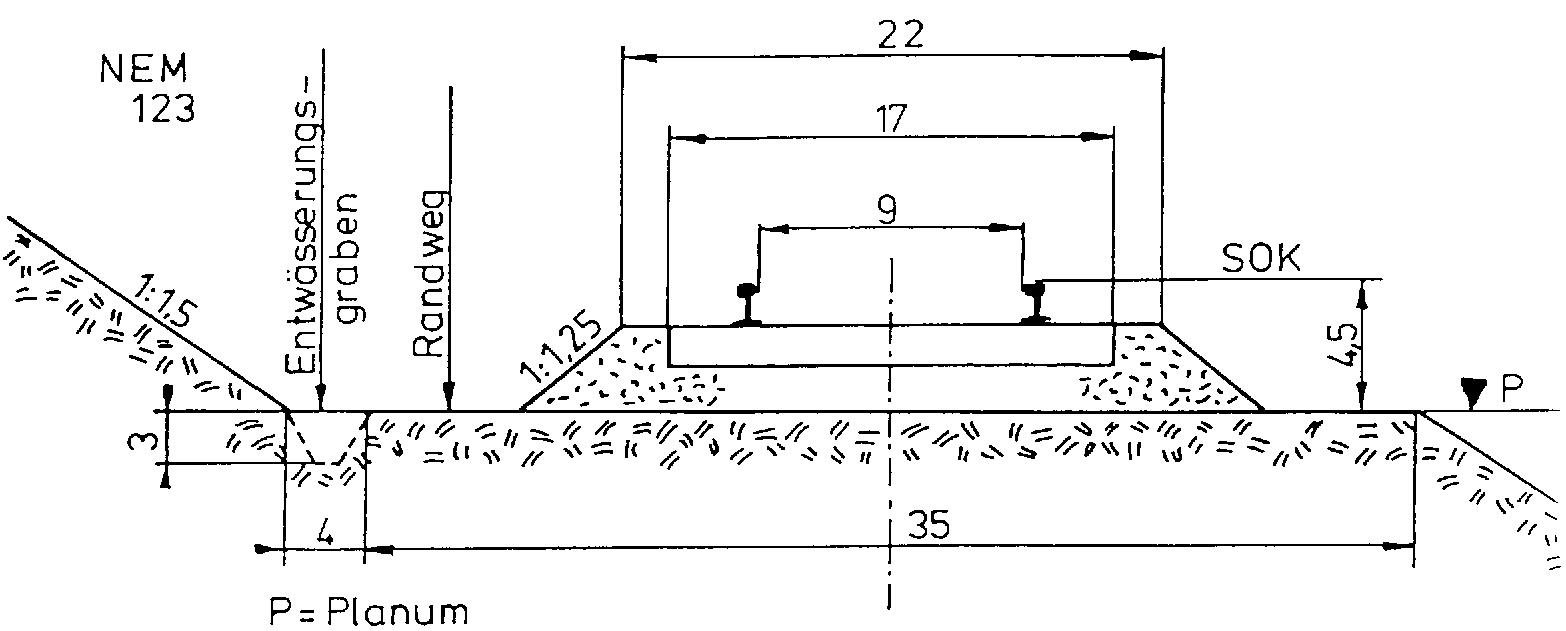 NEM
123
22
17
9
Entwässerungs-
graben
Randweg
SOK
1:1,5
1:1,25
4,5
P
3
4
35
P = Planum